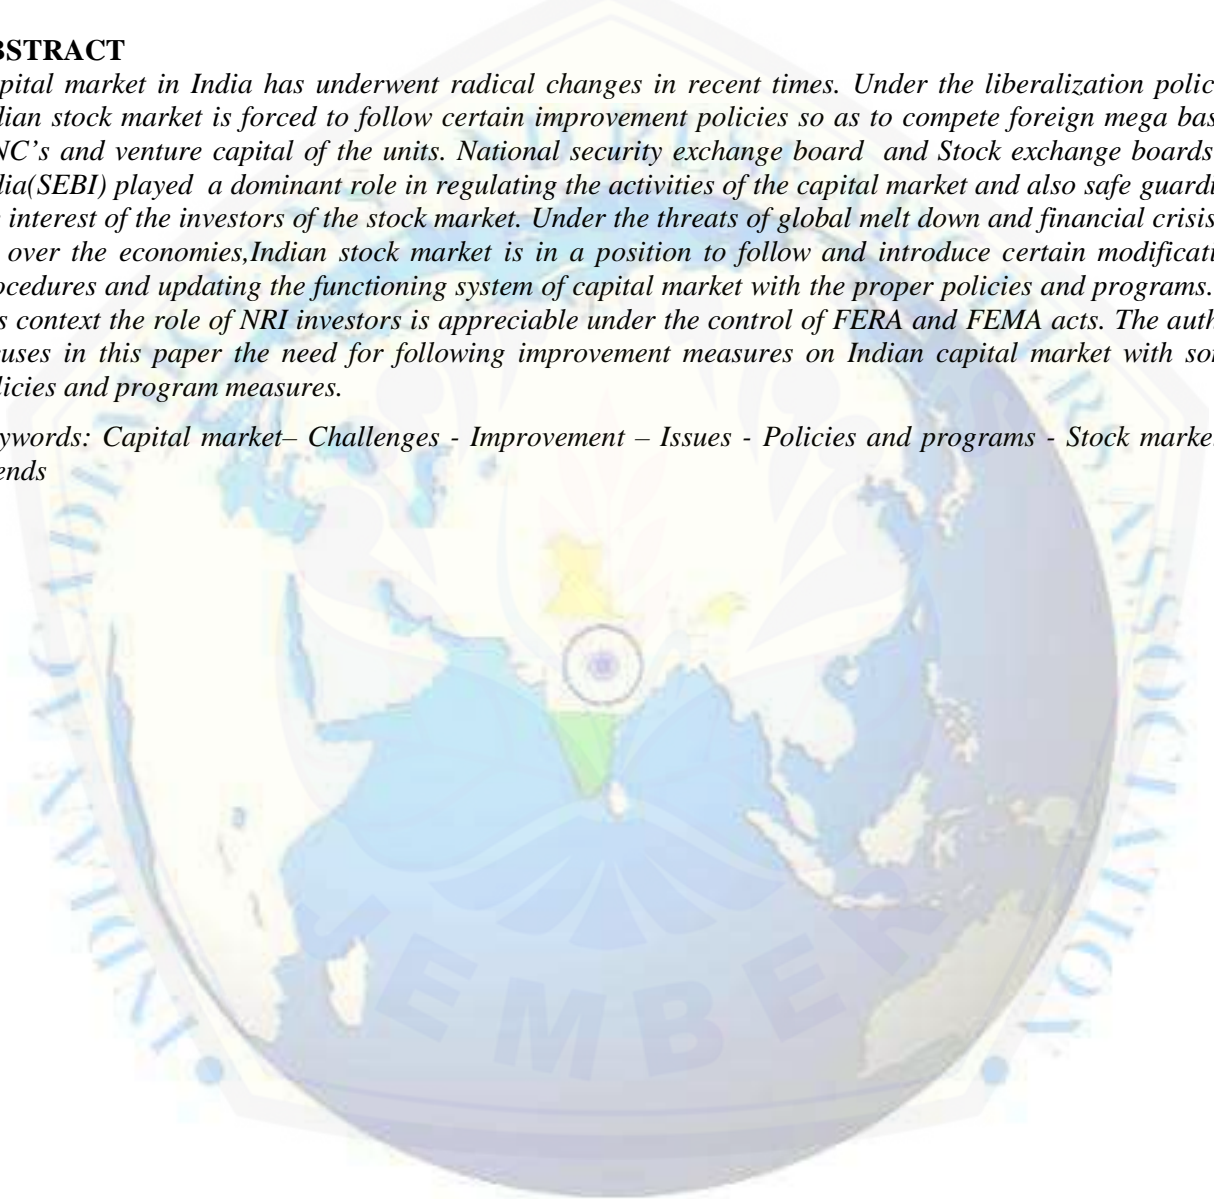 BSTRACT
pital market in India has underwent radical changes in recent times. Under the liberalization polic
dian stock market is forced to follow certain improvement policies so as to compete foreign mega bas
NC's and venture capital of the units. National security exchange board and Stock exchange boards
dia(SEBI) played a dominant role in regulating the activities of the capital market and also safe guardi
interest of the investors of the stock market. Under the threats of global melt down and financial crisis
over the economies,Indian stock market is in a position to follow and introduce certain modificati
ocedures and updating the functioning system of capital market with the proper policies and programs.
s context the role of NRI investors is appreciable under the control of FERA and FEMA acts. The auth
uses in this paper the need for following improvement measures on Indian capital market with so
licies and program measures.
ywords: Capital market– Challenges - Improvement – Issues - Policies and programs - Stock marke
ends
INDIAN ASSOCIATION
JEMBER